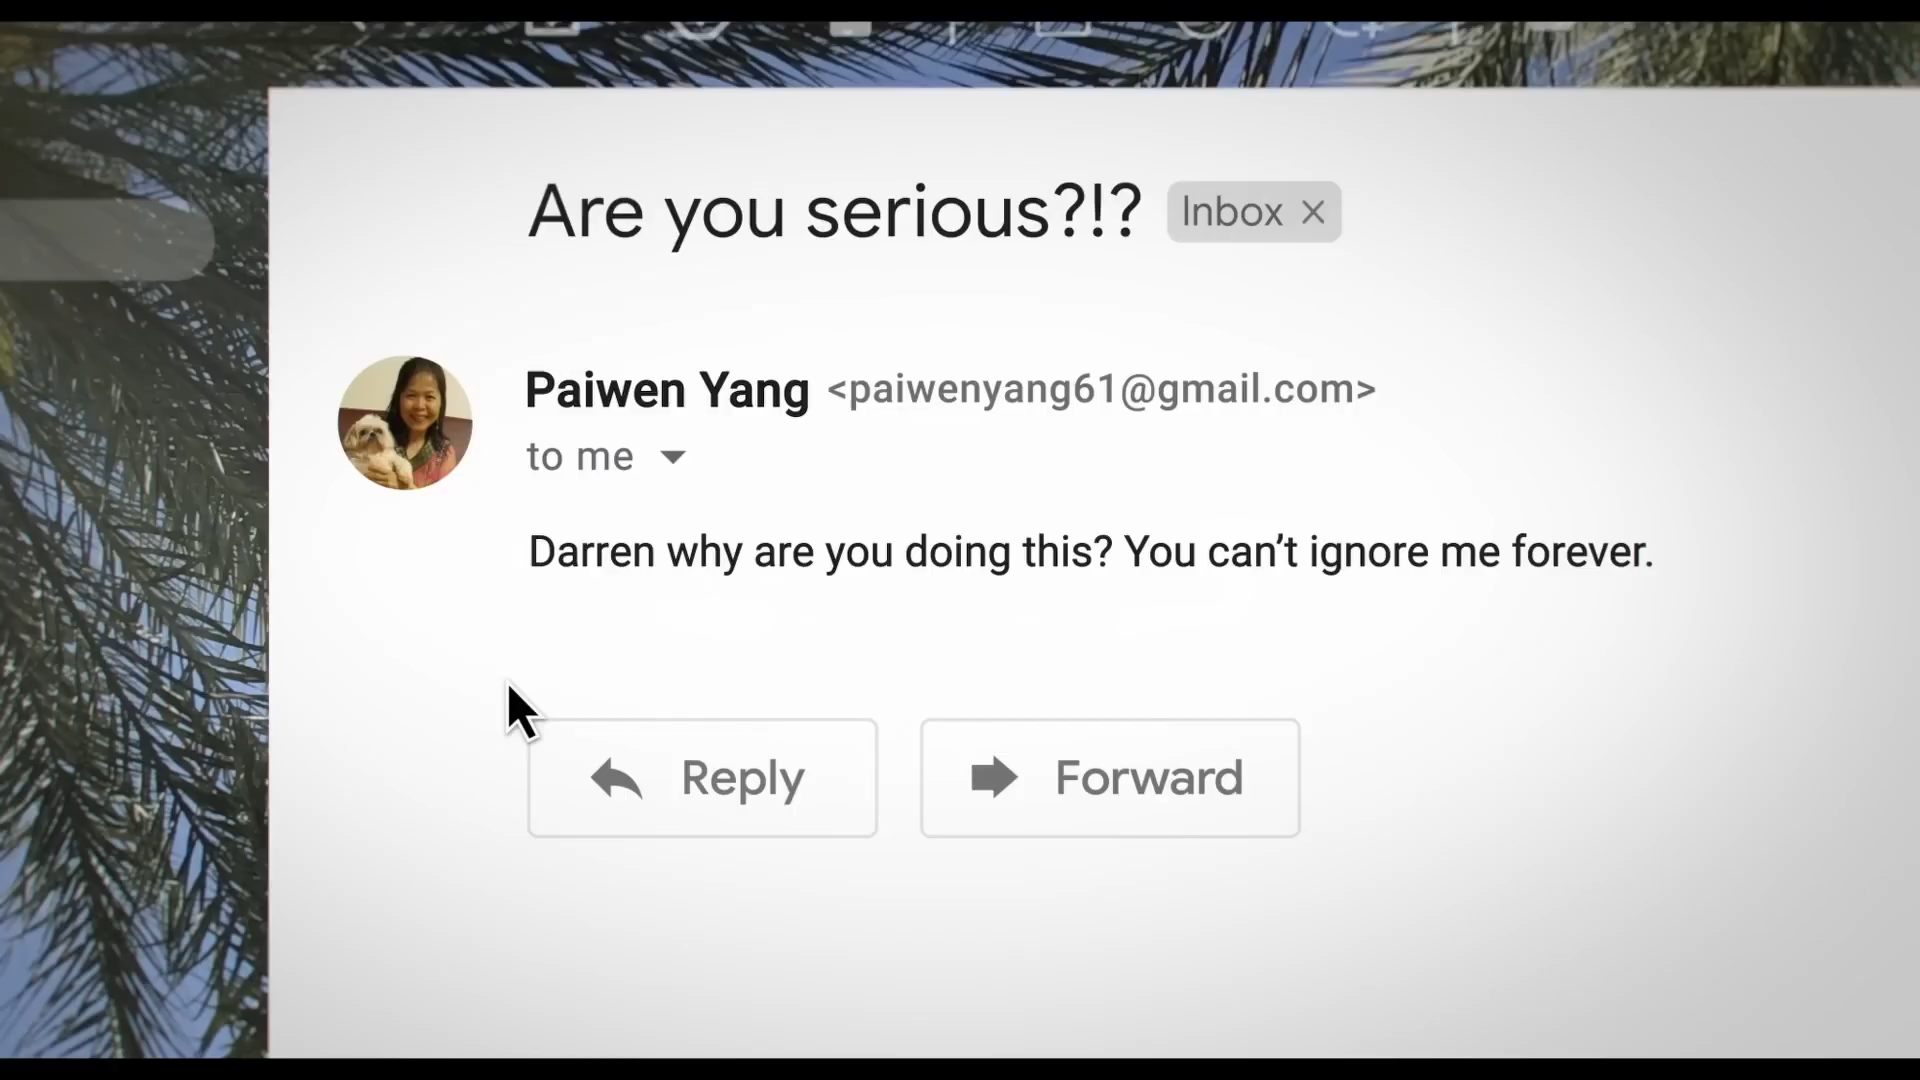 Are you serious?!? Inbox ×
Paiwen Yang <paiwenyang61@gmail.com>
to me
Darren why are you doing this? You can’t ignore me forever.
Reply Forward